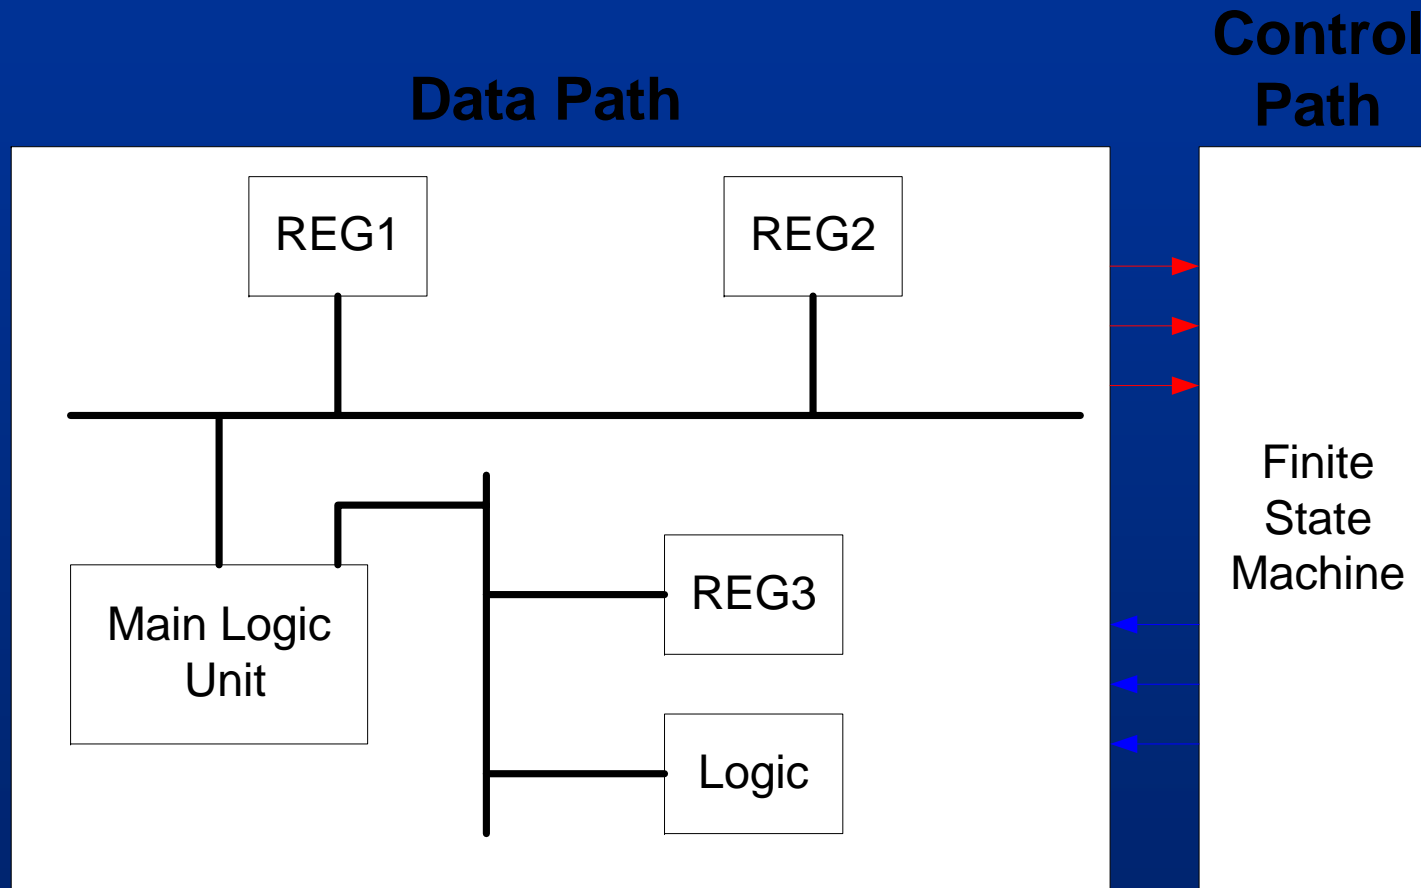 Control
Path
Data Path
REG1
REG2
Finite
State
Machine
REG3
Main Logic
Unit
Logic